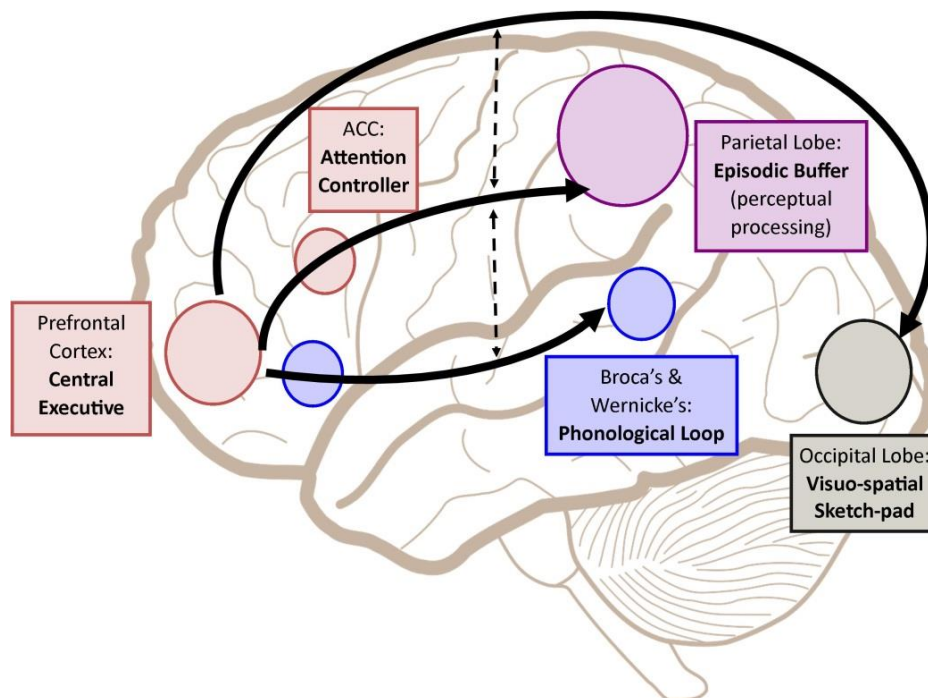 ACC:
Attention
Controller
Parietal Lobe:
Episodic Buffer
(perceptual
processing)
Prefrontal
Cortex:
Central
Executive
Broca’s &
Wernicke’s:
Phonological Loop
Occipital Lobe:
Visuo-spatial
Sketch-pad